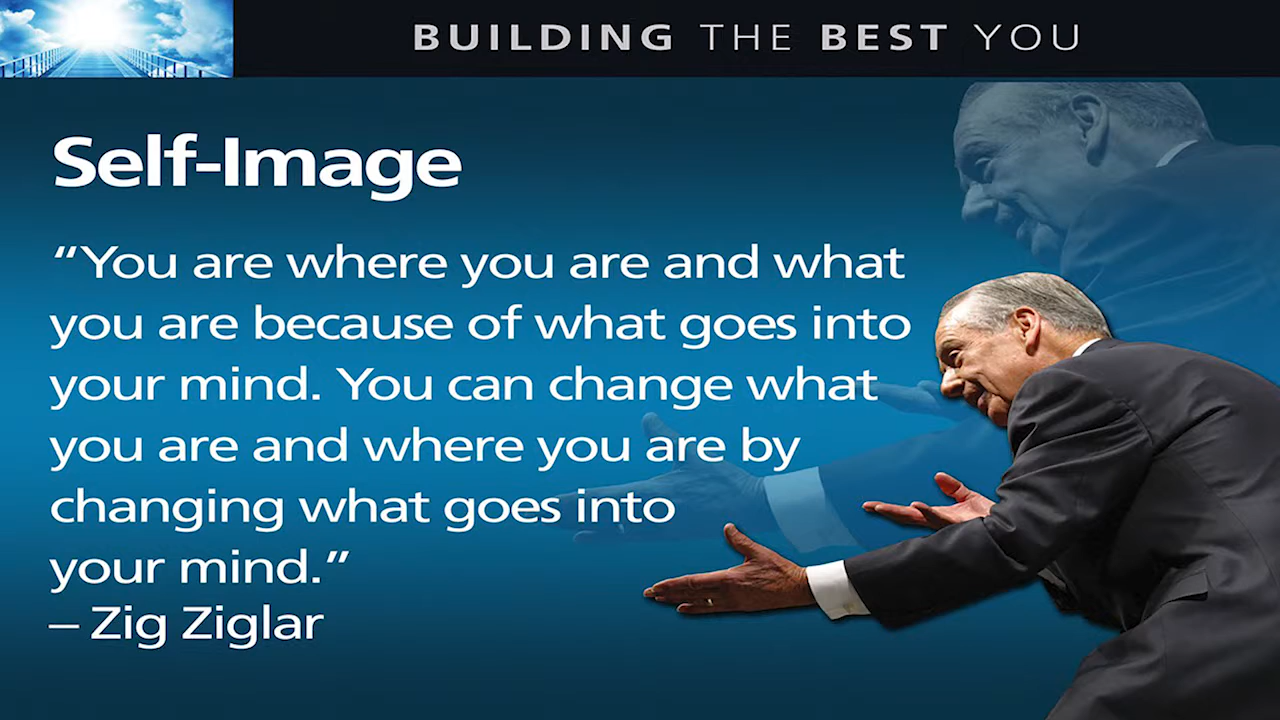 BUILDING THE BEST YOU
Self-Image
“You are where you are and what
you are because of what goes into
your mind. You can change what
you are and where you are by
changing what goes into
your mind.”
– Zig Ziglar